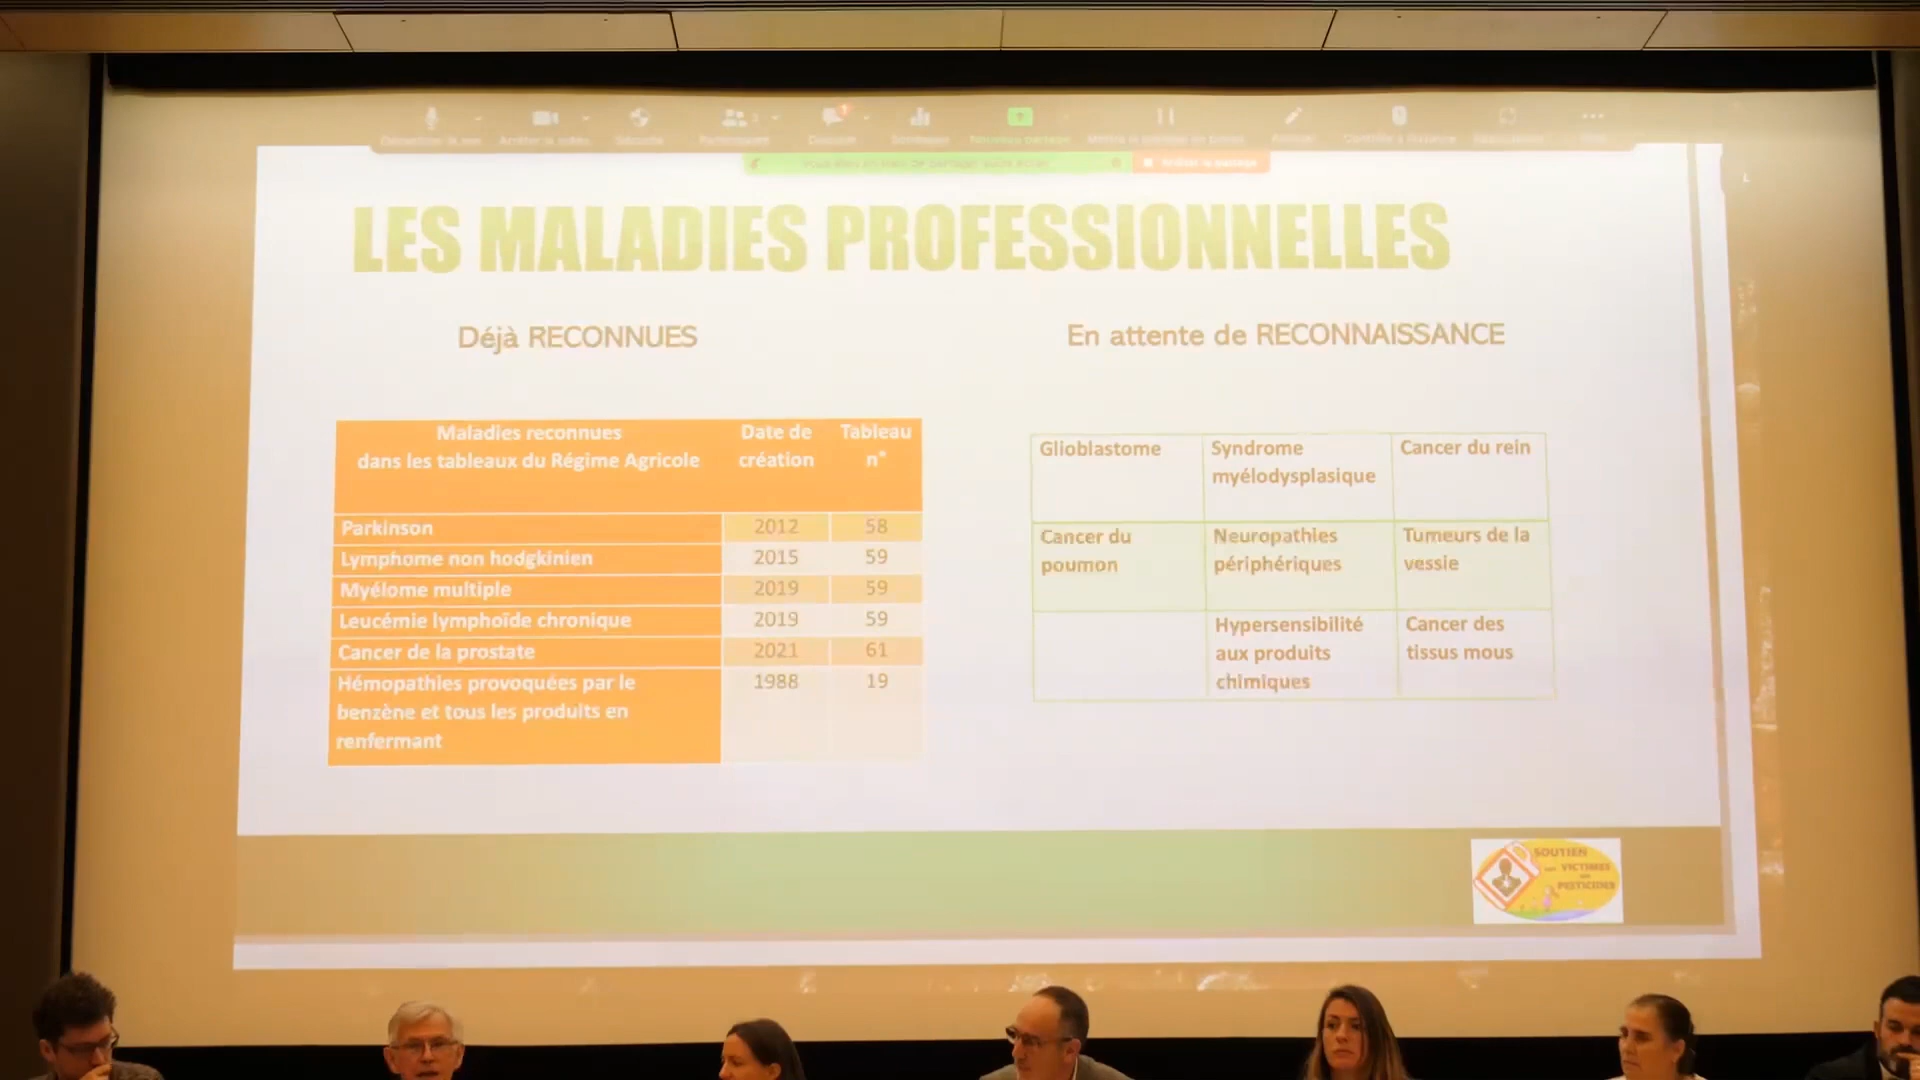 LES MALADIES PROFESSIONNELLES
Déjà RECONNUES
En attente de RECONNAISSANCE
Maladies reconnues
dans les tableaux du Régime Agricole
Date de
création
Tableau
n°
Parkinson 2012 58
Lymphome non hodgkinien 2015 59
Myélome multiple 2019 59
Leucémie lymphoïde chronique 2019 59
Cancer de la prostate 2021 61
Hémopathies provoquées par le 1988 19
benzène et tous les produits en
renfermant
Glioblastome
Syndrome
myélodysplasique
Cancer du rein
Cancer du
poumon
Neuropathies
périphériques
Tumeurs de la
vessie
Hypersensibilité
aux produits
chimiques
Cancer des
tissus mous
SOUTIEN
aux VICTIMES
des
PESTICIDES